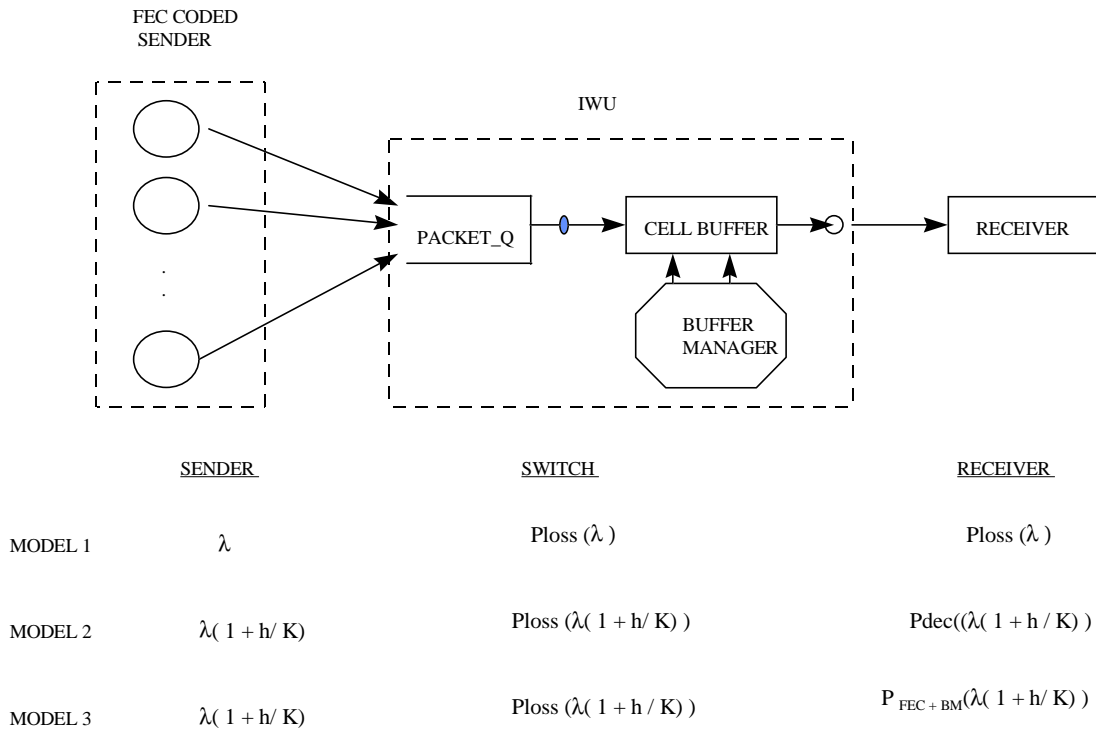 FEC CODED
SENDER
IWU
PACKET_Q
CELL BUFFER
RECEIVER
.
.
BUFFER
MANAGER
SENDER
SWITCH
RECEIVER
MODEL 1
λ
Ploss (λ )
Ploss (λ )
MODEL 2
λ( 1 + h/ K)
Ploss (λ( 1 + h/ K) )
Pdec((λ( 1 + h / K) )
MODEL 3
λ( 1 + h/ K)
Ploss (λ( 1 + h / K) )
P FEC + BM(λ( 1 + h/ K) )